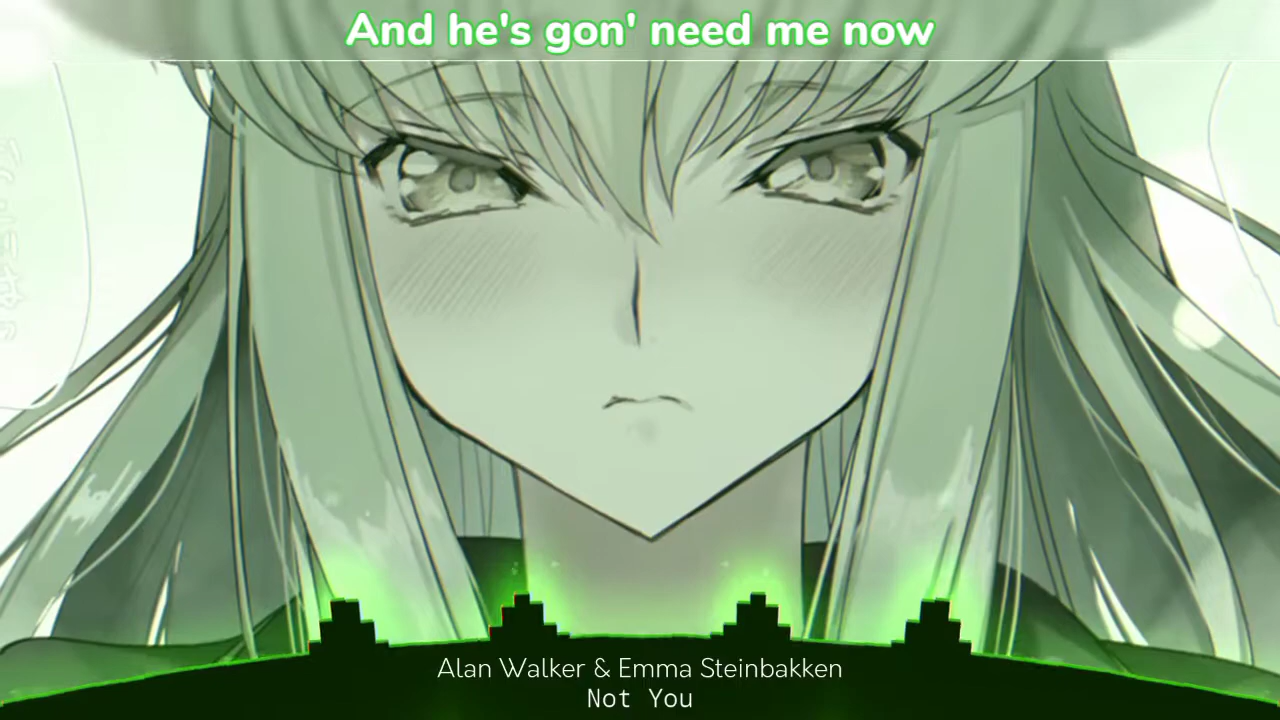 And he's gon' need me now
Alan Walker & Emma Steinbakken
Not You